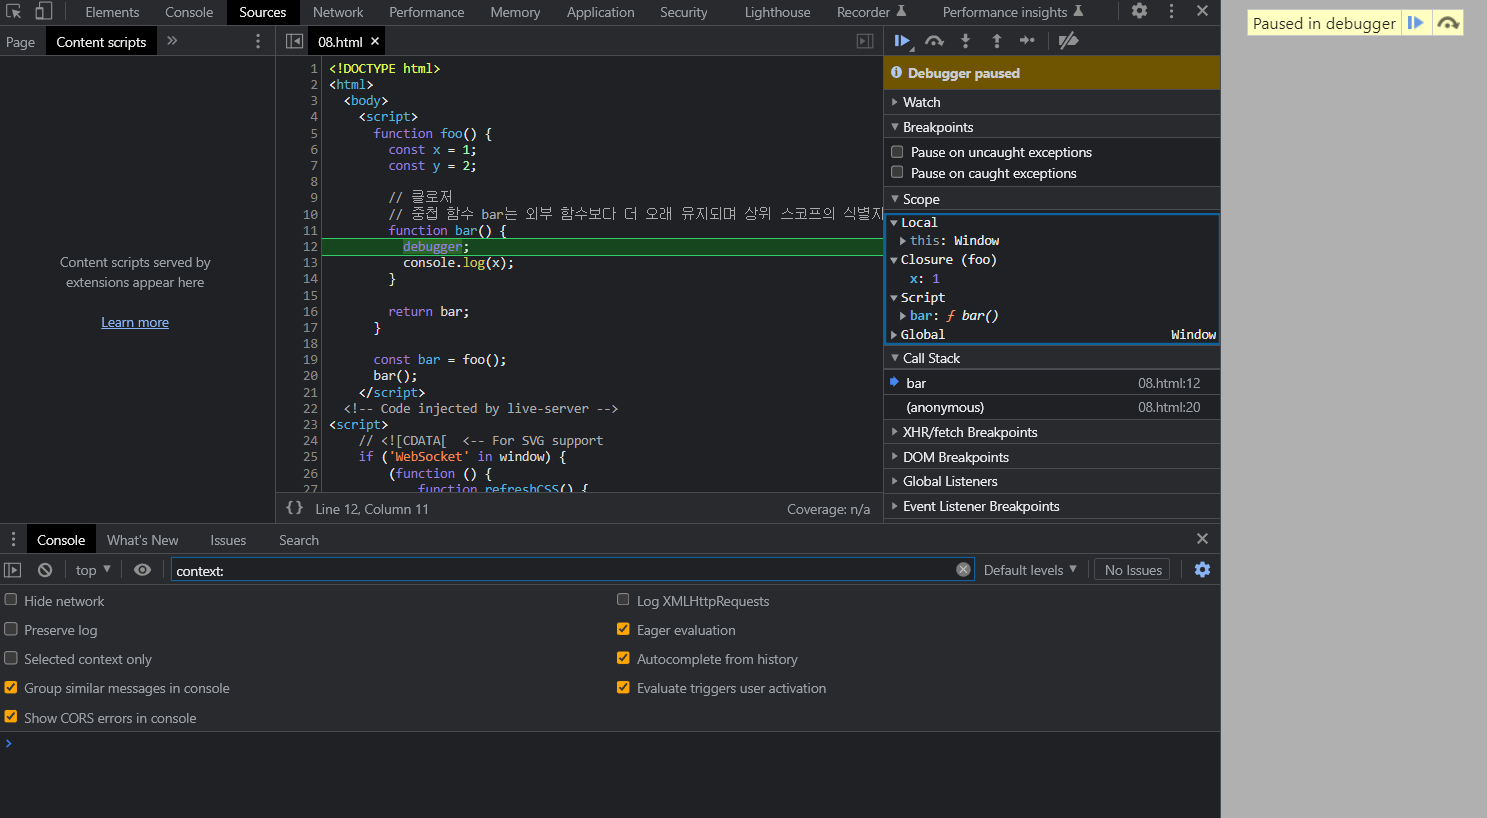 Elements Console Sources Network Performance Memory Application Security Lighthouse Recorder Performance insights
Page Content scripts
Content scripts served by
extensions appear here
Learn more
08.html
1 <!DOCTYPE html>
2 <html>
3 <body>
4 <script>
5 function foo() {
6 const x = 1;
7 const y = 2;
8
9 // 클로저
10 // 중첩 함수 bar는 외부 함수보다 더 오래 유지되며 상위 스코프의 식별자
11 function bar() {
12 debugger;
13 console.log(x);
14 }
15
16 return bar;
17 }
18
19 const bar = foo();
20 bar();
21 </script>
22 <!-- Code injected by live-server -->
23 <script>
24 // <![CDATA[ <-- For SVG support
25 if ('WebSocket' in window) {
26 (function () {
27 function refreshCSS() {
{} Line 12, Column 11 Coverage: n/a
Debugger paused
Watch
Breakpoints
Pause on uncaught exceptions
Pause on caught exceptions
Scope
Local
this: Window
Closure (foo)
x: 1
Script
bar: ƒ bar()
Global Window
Call Stack
bar 08.html:12
(anonymous) 08.html:20
XHR/fetch Breakpoints
DOM Breakpoints
Global Listeners
Event Listener Breakpoints
Paused in debugger
Console What's New Issues Search
top context: Default levels No Issues
Hide network
Preserve log
Selected context only
Group similar messages in console
Show CORS errors in console
Log XMLHttpRequests
Eager evaluation
Autocomplete from history
Evaluate triggers user activation